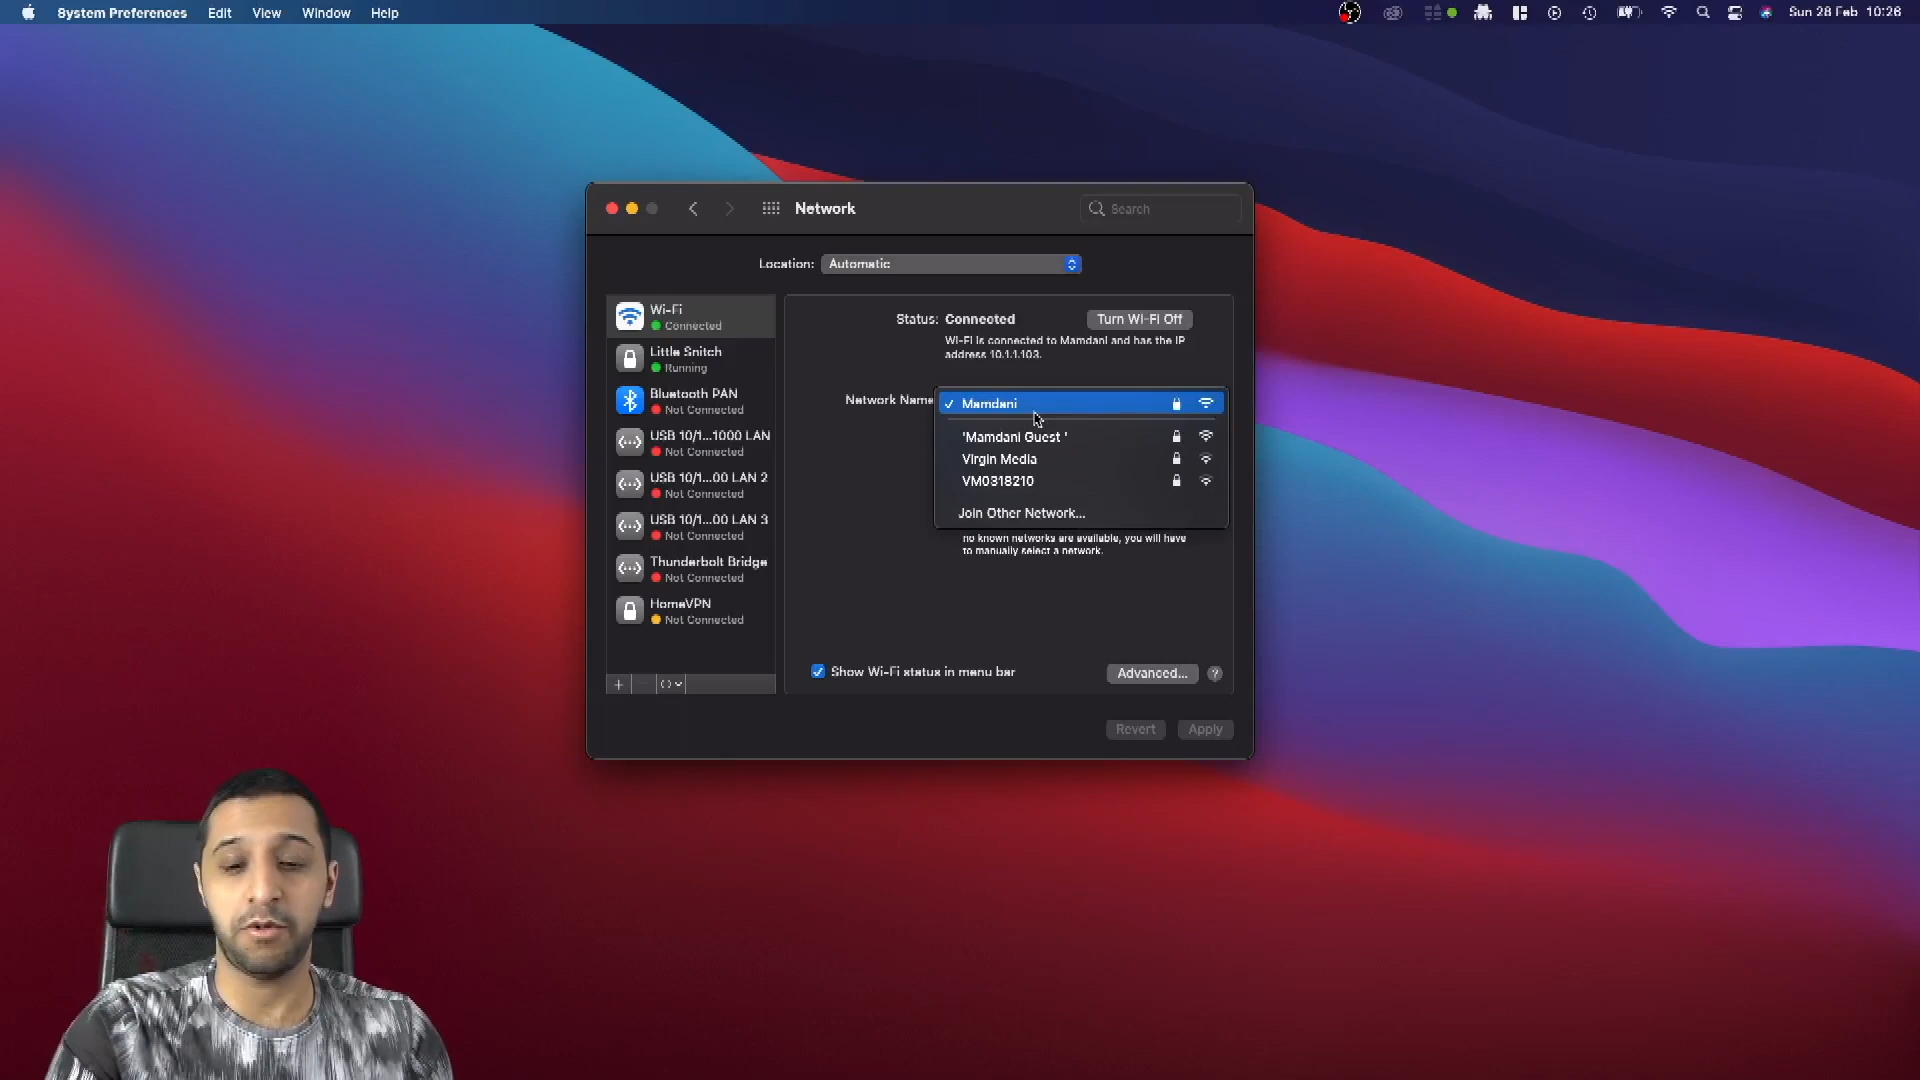 System Preferences Edit View Window Help
Sun 28 Feb 10:26
Network
Search
Location: Automatic
Wi-Fi
Connected
Little Snitch
Running
Bluetooth PAN
Not Connected
USB 10/1...1000 LAN
Not Connected
USB 10/1...00 LAN 2
Not Connected
USB 10/1...00 LAN 3
Not Connected
Thunderbolt Bridge
Not Connected
HomeVPN
Not Connected
Status: Connected
Turn Wi-Fi Off
Wi-Fi is connected to Mamdani and has the IP
address 10.1.1.103.
Network Name
Mamdani
'Mamdani Guest '
Virgin Media
VM0318210
Join Other Network...
no known networks are available, you will have
to manually select a network.
Show Wi-Fi status in menu bar
Advanced...
?
Revert
Apply